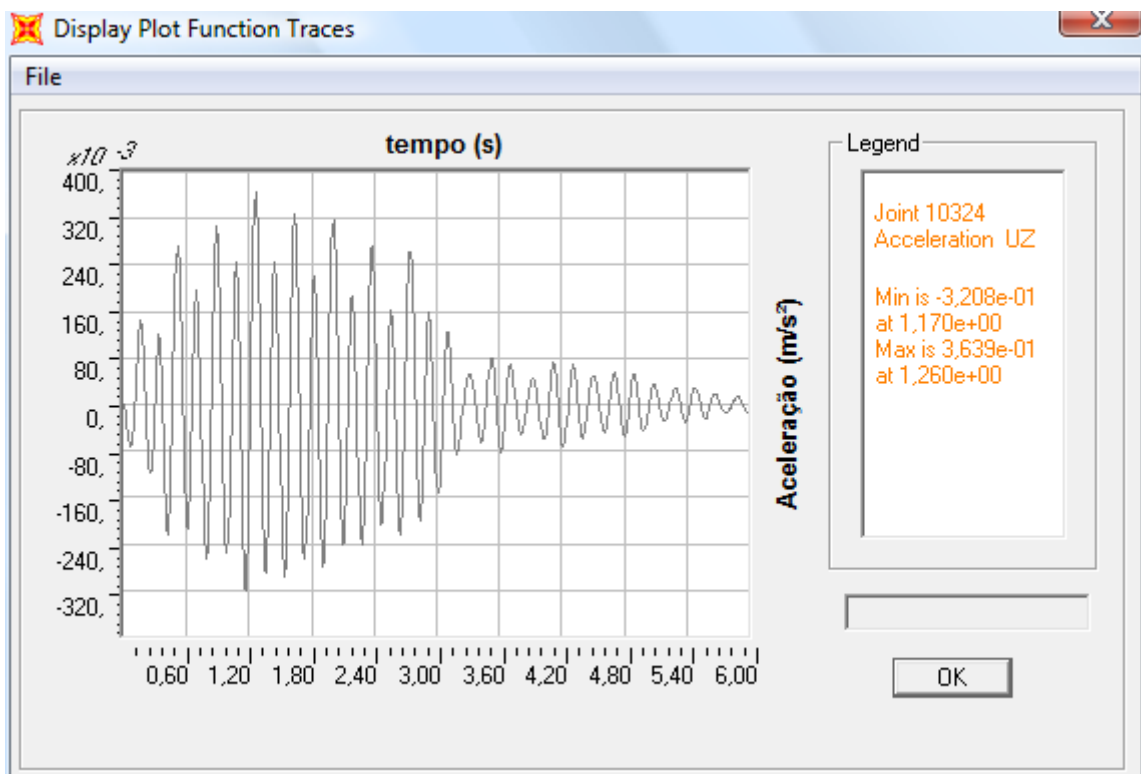 Display Plot Function Traces
File
x10 -3
tempo (s)
400,
320,
240,
160,
80,
0,
-80,
-160,
-240,
-320,
0,60 1,20 1,80 2,40 3,00 3,60 4,20 4,80 5,40 6,00
Aceleração (m/s²)
Legend
Joint 10324
Acceleration UZ
Min is -3,208e-01
at 1,170e+00
Max is 3,639e-01
at 1,260e+00
OK